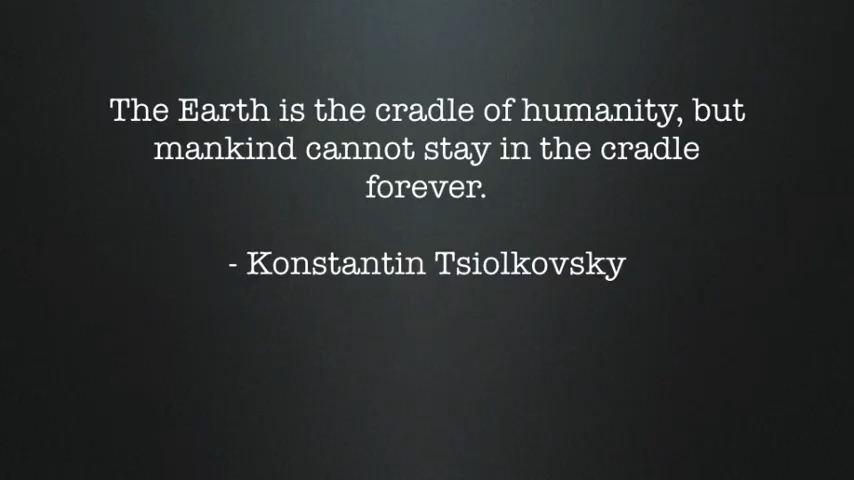 The Earth is the cradle of humanity, but
mankind cannot stay in the cradle
forever.
- Konstantin Tsiolkovsky